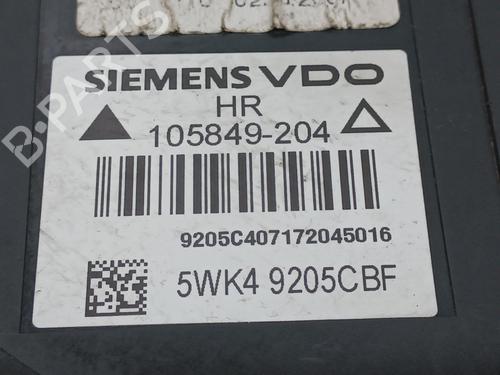 SIEMENS VDO
HR
105849-204
9205C407172045016
5WK4 9205CBF
B-PARTS